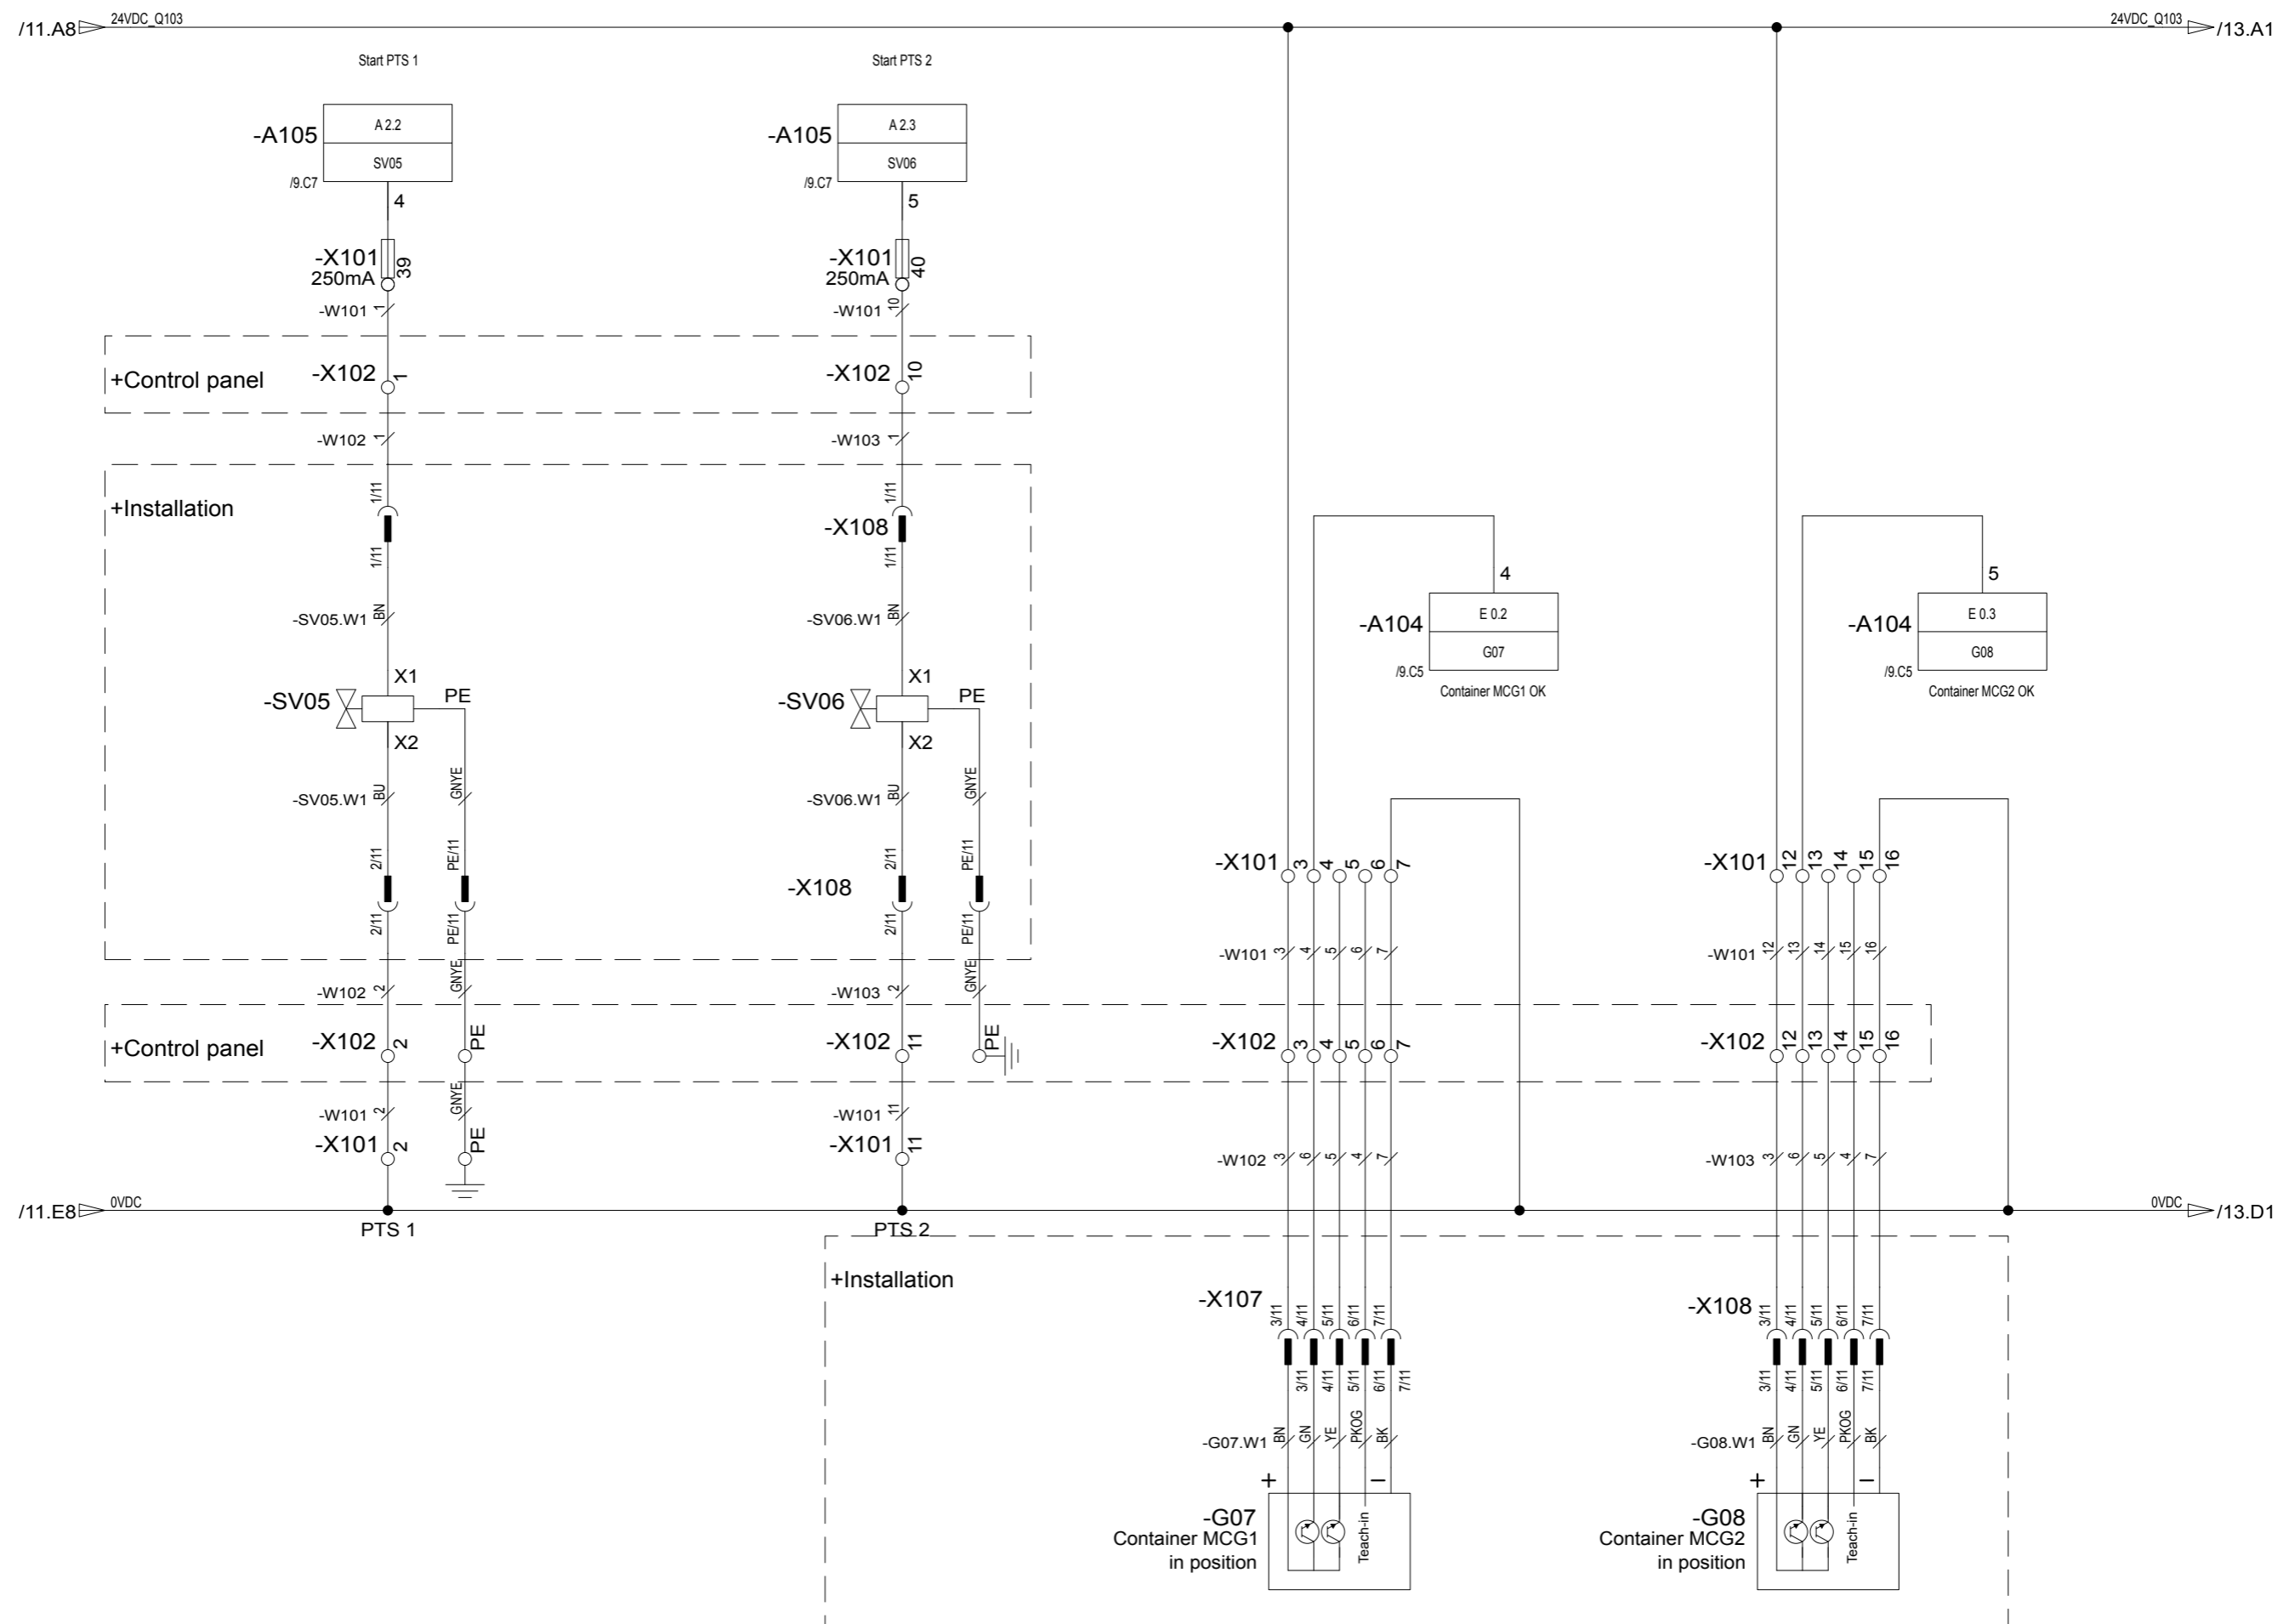 /11.A8
24VDC_Q103
24VDC_Q103
/13.A1
Start PTS 1
Start PTS 2
-A105
A 2.2
SV05
/9.C7
4
-A105
A 2.3
SV06
/9.C7
5
-X101
250mA
39
-X101
250mA
40
-W101 1
-W101 10
+Control panel
-X102 1
-X102 10
-W102 1
-W103 1
+Installation
1/11
1/11
-X108
1/11
1/11
-SV05.W1 BN
-SV06.W1 BN
4
-A104
E 0.2
G07
/9.C5
Container MCG1 OK
5
-A104
E 0.3
G08
/9.C5
Container MCG2 OK
-SV05
X1
PE
X2
-SV06
X1
PE
X2
-SV05.W1 BU
GNYE
-SV06.W1 BU
GNYE
2/11
PE/11
-X108
2/11
PE/11
2/11
PE/11
2/11
PE/11
-X101 3 4 5 6 7
-X101 12 13 14 15 16
-W101 3 4 5 6 7
-W101 12 13 14 15 16
-W102 2
GNYE
-W103 2
GNYE
+Control panel
-X102 2
PE
-X102 11
PE
-X102 3 4 5 6 7
-X102 12 13 14 15 16
-W101 2
GNYE
-W101 11
-X101 2
PE
-X101 11
-W102 3 6 5 4 7
-W103 3 6 5 4 7
/11.E8
0VDC
0VDC
/13.D1
PTS 1
PTS 2
+Installation
-X107
3/11 4/11 5/11 6/11 7/11
3/11 4/11 5/11 6/11 7/11
-X108
3/11 4/11 5/11 6/11 7/11
3/11 4/11 5/11 6/11 7/11
-G07.W1 BN GN YE PKOG BK
-G08.W1 BN GN YE PKOG BK
+ –
-G07
Container MCG1
in position
Teach-in
+ –
-G08
Container MCG2
in position
Teach-in